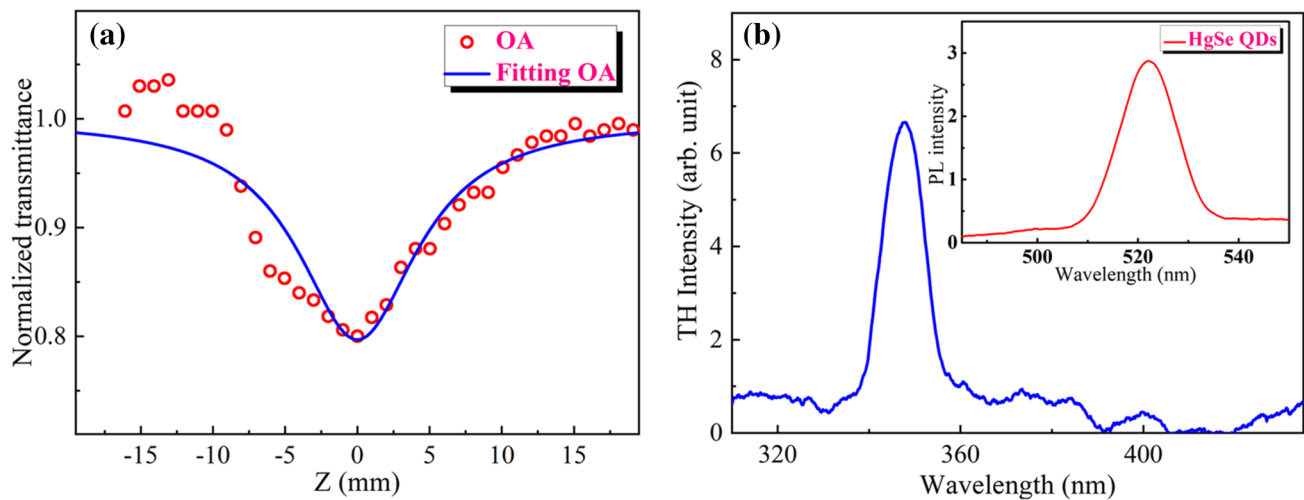 (a)
OA
Fitting OA
Normalized transmittance
1.0
0.9
0.8
-15 -10 -5 0 5 10 15
Z (mm)
(b)
HgSe QDs
TH Intensity (arb. unit)
8
6
4
2
0
320 360 400
Wavelength (nm)
PL intensity
3
2
1
0
500 520 540
Wavelength (nm)